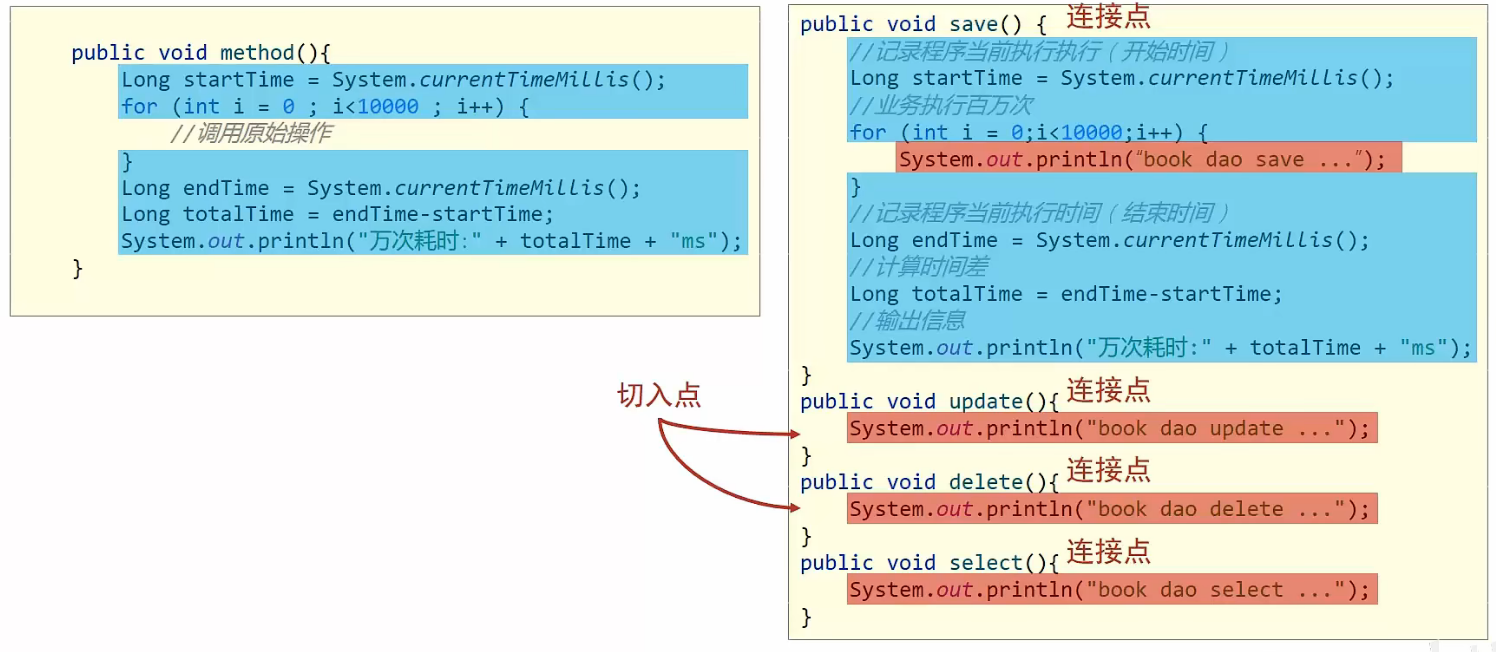 public void method(){
Long startTime = System.currentTimeMillis();
for (int i = 0 ; i<10000 ; i++) {
//调用原始操作
}
Long endTime = System.currentTimeMillis();
Long totalTime = endTime-startTime;
System.out.println("万次耗时:" + totalTime + "ms");
}
切入点
public void save() { 连接点
//记录程序当前执行执行（开始时间）
Long startTime = System.currentTimeMillis();
//业务执行百万次
for (int i = 0;i<10000;i++) {
System.out.println(“book dao save ...”);
}
//记录程序当前执行时间（结束时间）
Long endTime = System.currentTimeMillis();
//计算时间差
Long totalTime = endTime-startTime;
//输出信息
System.out.println("万次耗时:" + totalTime + "ms");
}
public void update(){ 连接点
System.out.println("book dao update ...");
}
public void delete(){ 连接点
System.out.println("book dao delete ...");
}
public void select(){ 连接点
System.out.println("book dao select ...");
}